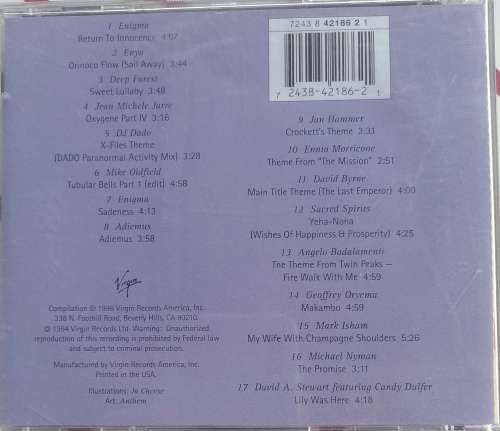 1 Enigma
Return To Innocence 4:07
2 Enya
Orinoco Flow (Sail Away) 3:44
3 Deep Forest
Sweet Lullaby 3:48
4 Jean Michele Jarre
Oxygene Part IV 3:16
5 DJ Dado
X-Files Theme
(DADO Paranormal Activity Mix) 3:28
6 Mike Oldfield
Tubular Bells Part 1 (edit) 4:58
7 Enigma
Sadeness 4:13
8 Adiemus
Adiemus 3:58
Virgin
Compilation © 1996 Virgin Records America, Inc.
338 N. Foothill Road, Beverly Hills, CA 90210.
℗ 1994 Virgin Records Ltd. Warning: Unauthorized
reproduction of this recording is prohibited by Federal law
and subject to criminal prosecution.
Manufactured by Virgin Records America, Inc.
Printed in the USA.
Illustrations: Jo Cheese
Art: Anthem
7243 8 42186 2 1
7 2438-42186-2 1
9 Jan Hammer
Crockett's Theme 3:31
10 Ennia Morricone
Theme From "The Mission" 2:51
11 David Byrne
Main Title Theme (The Last Emperor) 4:00
12 Sacred Spirits
Yeha-Noha
(Wishes Of Happiness & Prosperity) 4:25
13 Angelo Badalamenti
The Theme From Twin Peaks –
Fire Walk With Me 4:59
14 Geoffrey Oryema
Makambo 4:59
15 Mark Isham
My Wife With Champagne Shoulders 5:26
16 Michael Nyman
The Promise 3:11
17 David A. Stewart featuring Candy Dulfer
Lily Was Here 4:18